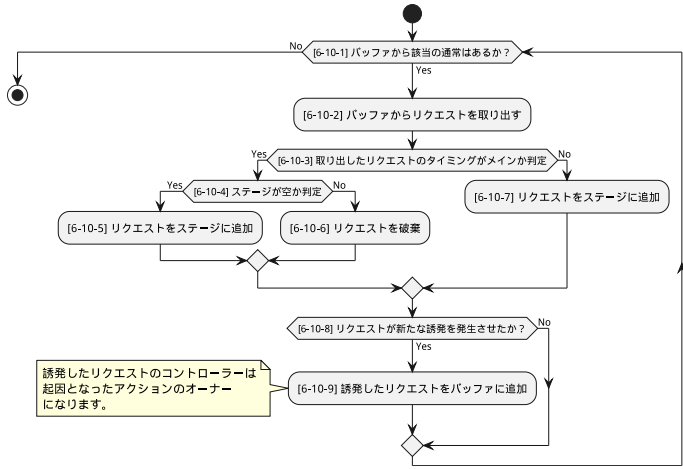 No
[6-10-1] バッファから該当の通常はあるか？
Yes
[6-10-2] バッファからリクエストを取り出す
Yes
[6-10-3] 取り出したリクエストのタイミングがメインか判定
No
Yes
[6-10-4] ステージが空か判定
No
[6-10-7] リクエストをステージに追加
[6-10-5] リクエストをステージに追加
[6-10-6] リクエストを破棄
[6-10-8] リクエストが新たな誘発を発生させたか？
No
Yes
誘発したリクエストのコントローラーは
起因となったアクションのオーナー
になります。
[6-10-9] 誘発したリクエストをバッファに追加